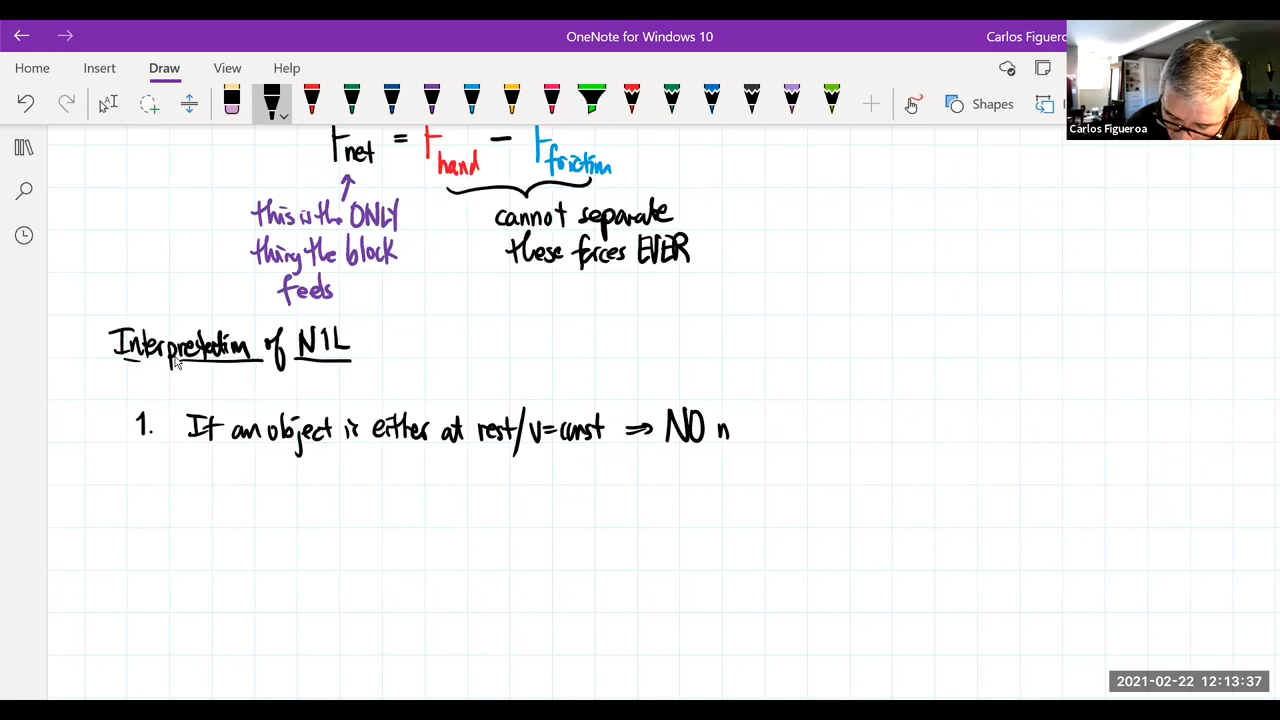 OneNote for Windows 10
Carlos Figuero
Home Insert Draw View Help
Shapes
Carlos Figueroa
Fnet = Fhand - Ffriction
this is the ONLY
thing the block
feels
cannot separate
these forces EVER
Interpretation of N1L
1. If an object is either at rest/v=const ⇒ NO n
2021-02-22 12:13:37